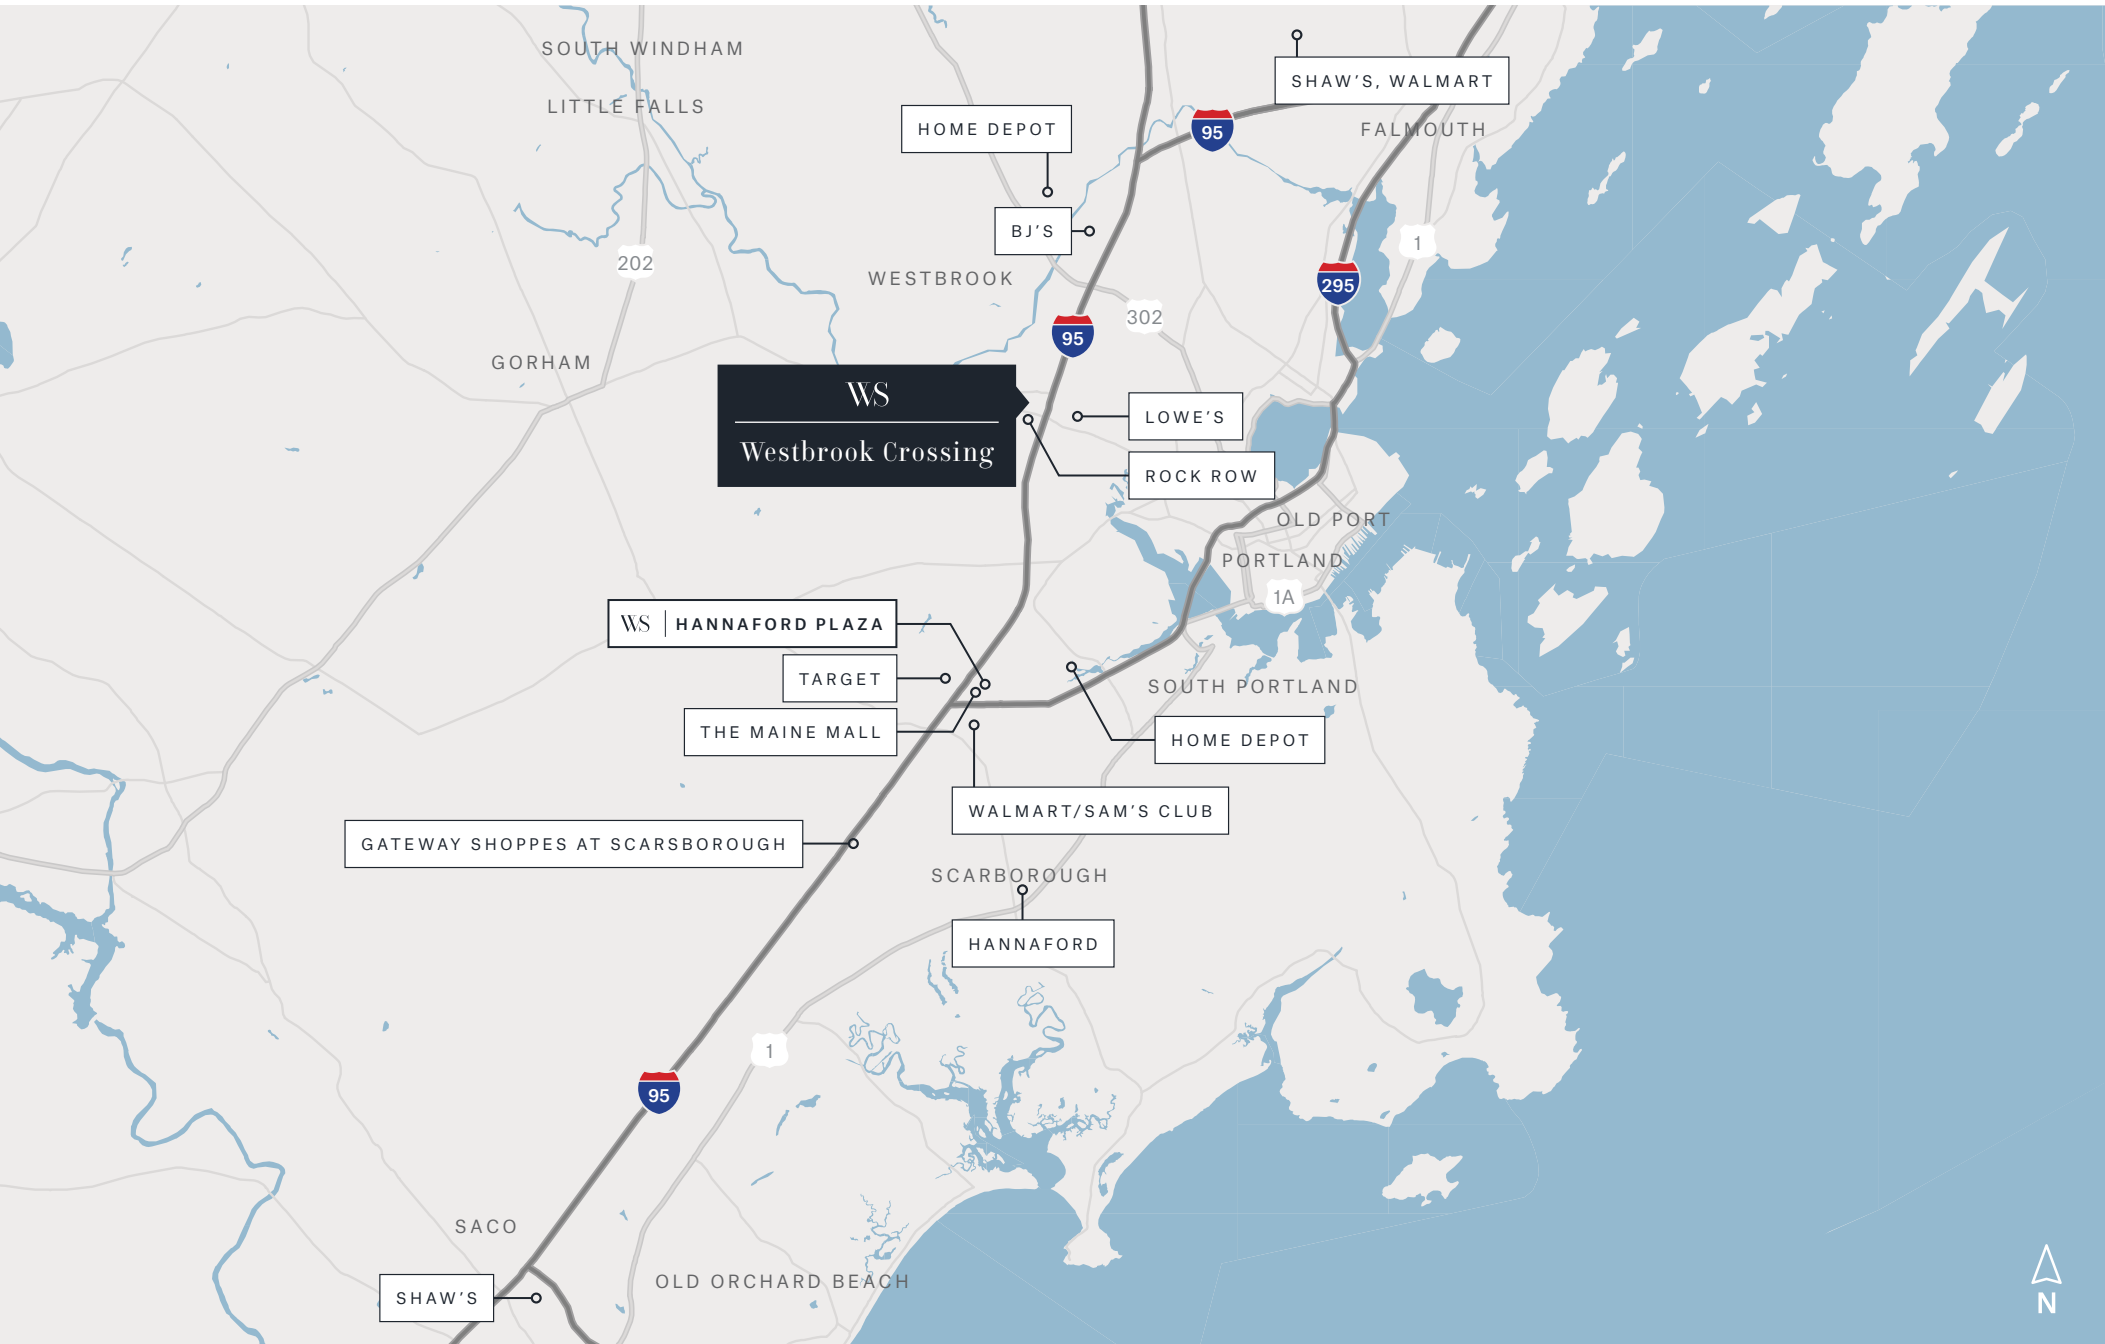 SOUTH WINDHAM
SHAW'S, WALMART
LITTLE FALLS
HOME DEPOT
95
FALMOUTH
BJ'S
1
202
WESTBROOK
295
302
95
GORHAM
WS
Westbrook Crossing
LOWE'S
ROCK ROW
OLD PORT
PORTLAND
1A
WS | HANNAFORD PLAZA
TARGET
SOUTH PORTLAND
THE MAINE MALL
HOME DEPOT
WALMART/SAM'S CLUB
GATEWAY SHOPPES AT SCARSBOROUGH
SCARBOROUGH
HANNAFORD
1
95
SACO
OLD ORCHARD BEACH
SHAW'S
N